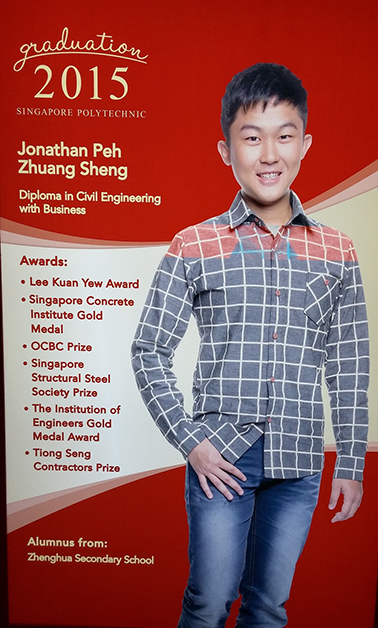 graduation
2015
SINGAPORE POLYTECHNIC
Jonathan Peh
Zhuang Sheng
Diploma in Civil Engineering
with Business
Awards:
• Lee Kuan Yew Award
• Singapore Concrete
Institute Gold
Medal
• OCBC Prize
• Singapore
Structural Steel
Society Prize
• The Institution of
Engineers Gold
Medal Award
• Tiong Seng
Contractors Prize
Alumnus from:
Zhenghua Secondary School